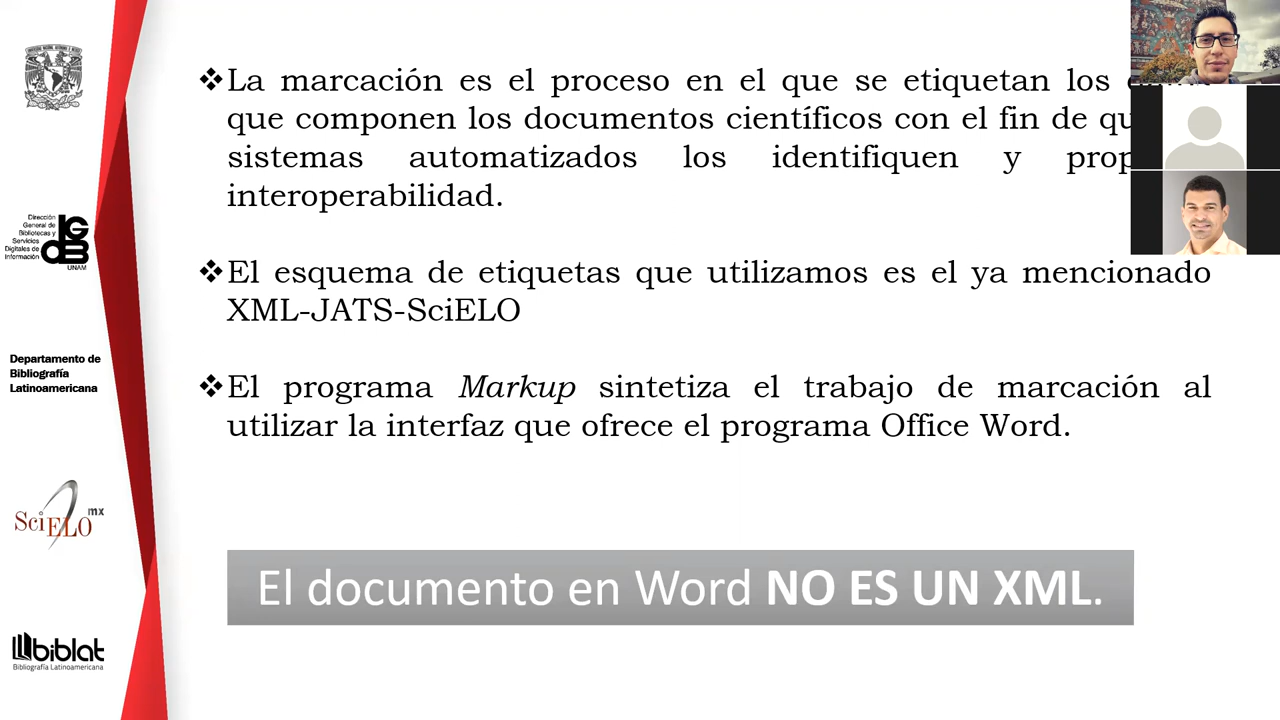 ❖La marcación es el proceso en el que se etiquetan los
que componen los documentos científicos con el fin de
sistemas automatizados los identifiquen y
interoperabilidad.
❖El esquema de etiquetas que utilizamos es el ya mencionado
XML-JATS-SciELO
❖El programa Markup sintetiza el trabajo de marcación al
utilizar la interfaz que ofrece el programa Office Word.
El documento en Word NO ES UN XML.
Dirección
General de
Bibliotecas y
Servicios
Digitales de
Información
DGB
UNAM
Departamento de
Bibliografía
Latinoamericana
SciELO mx
biblat
Bibliografía Latinoamericana